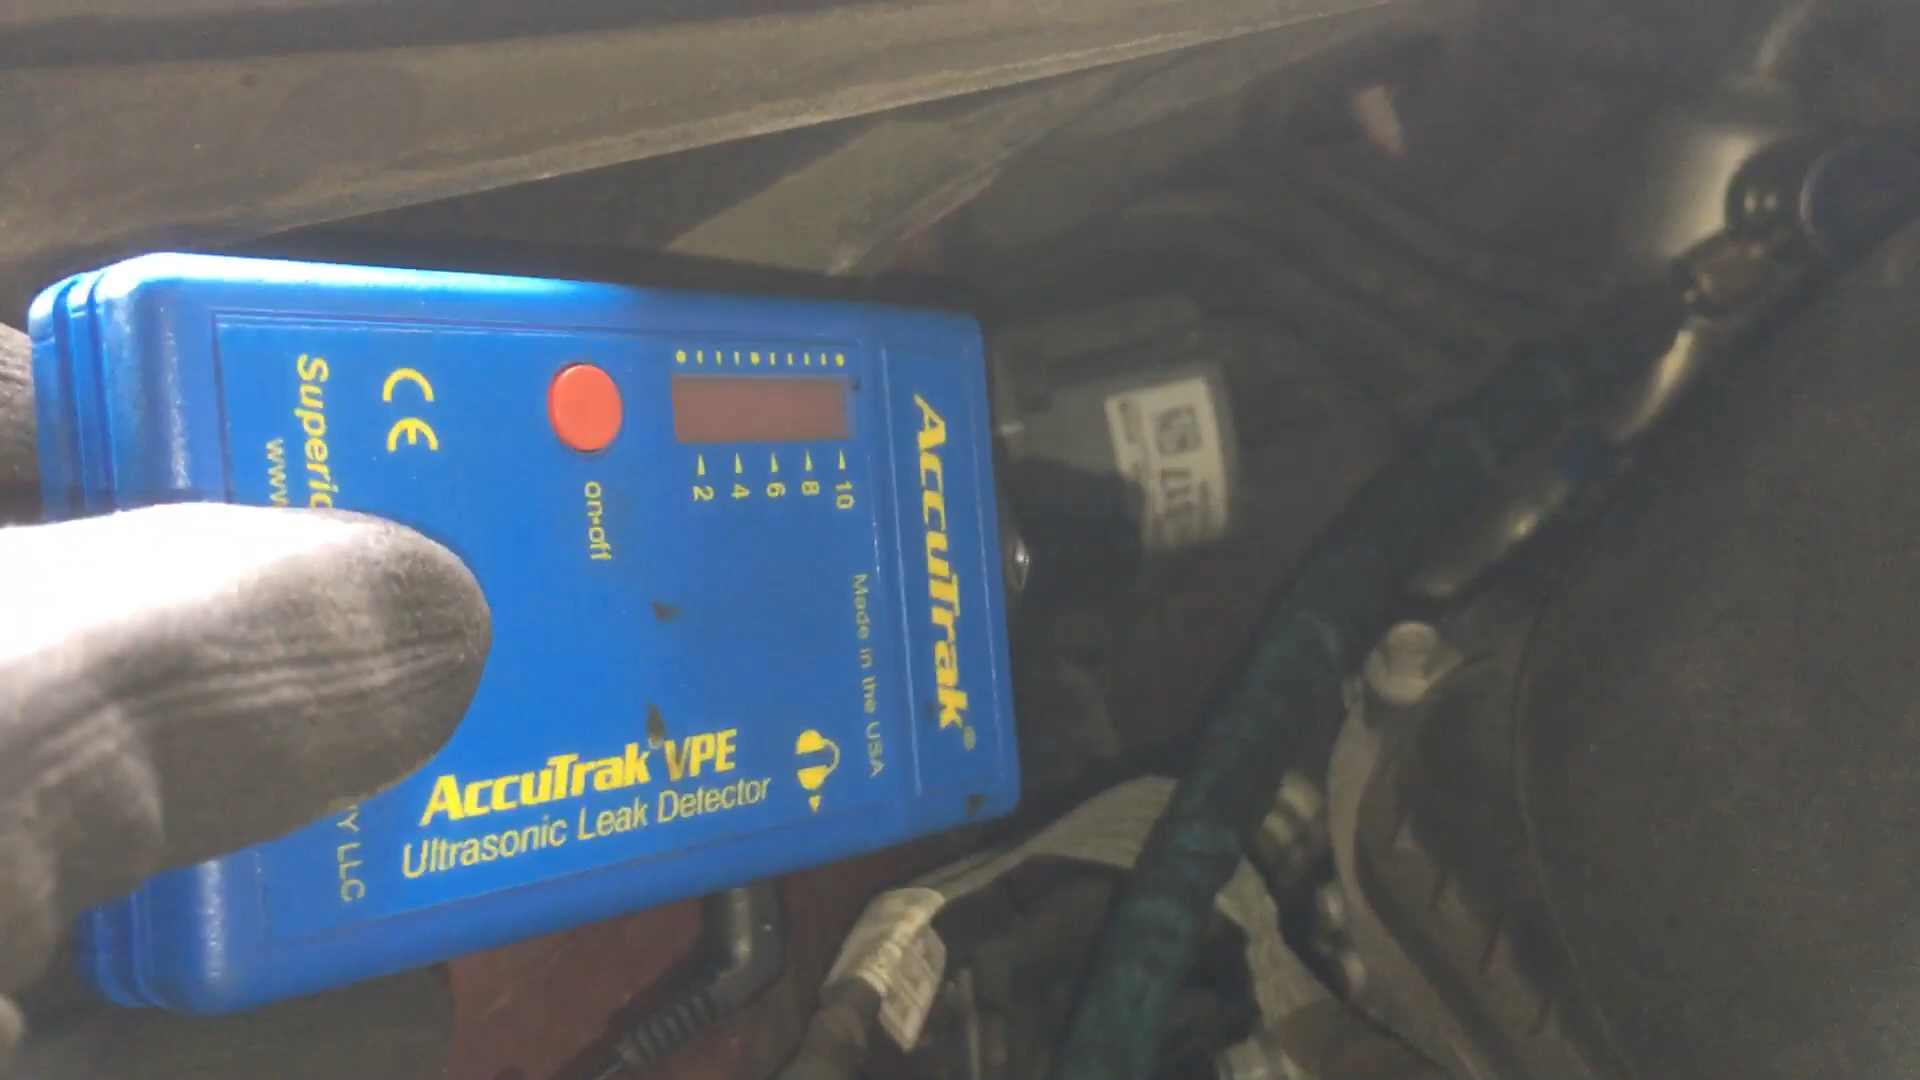 AccuTrak®
Made in the USA
2 4 6 8 10
on•off
CE
Superio
www
Y LLC
AccuTrak VPE
Ultrasonic Leak Detector